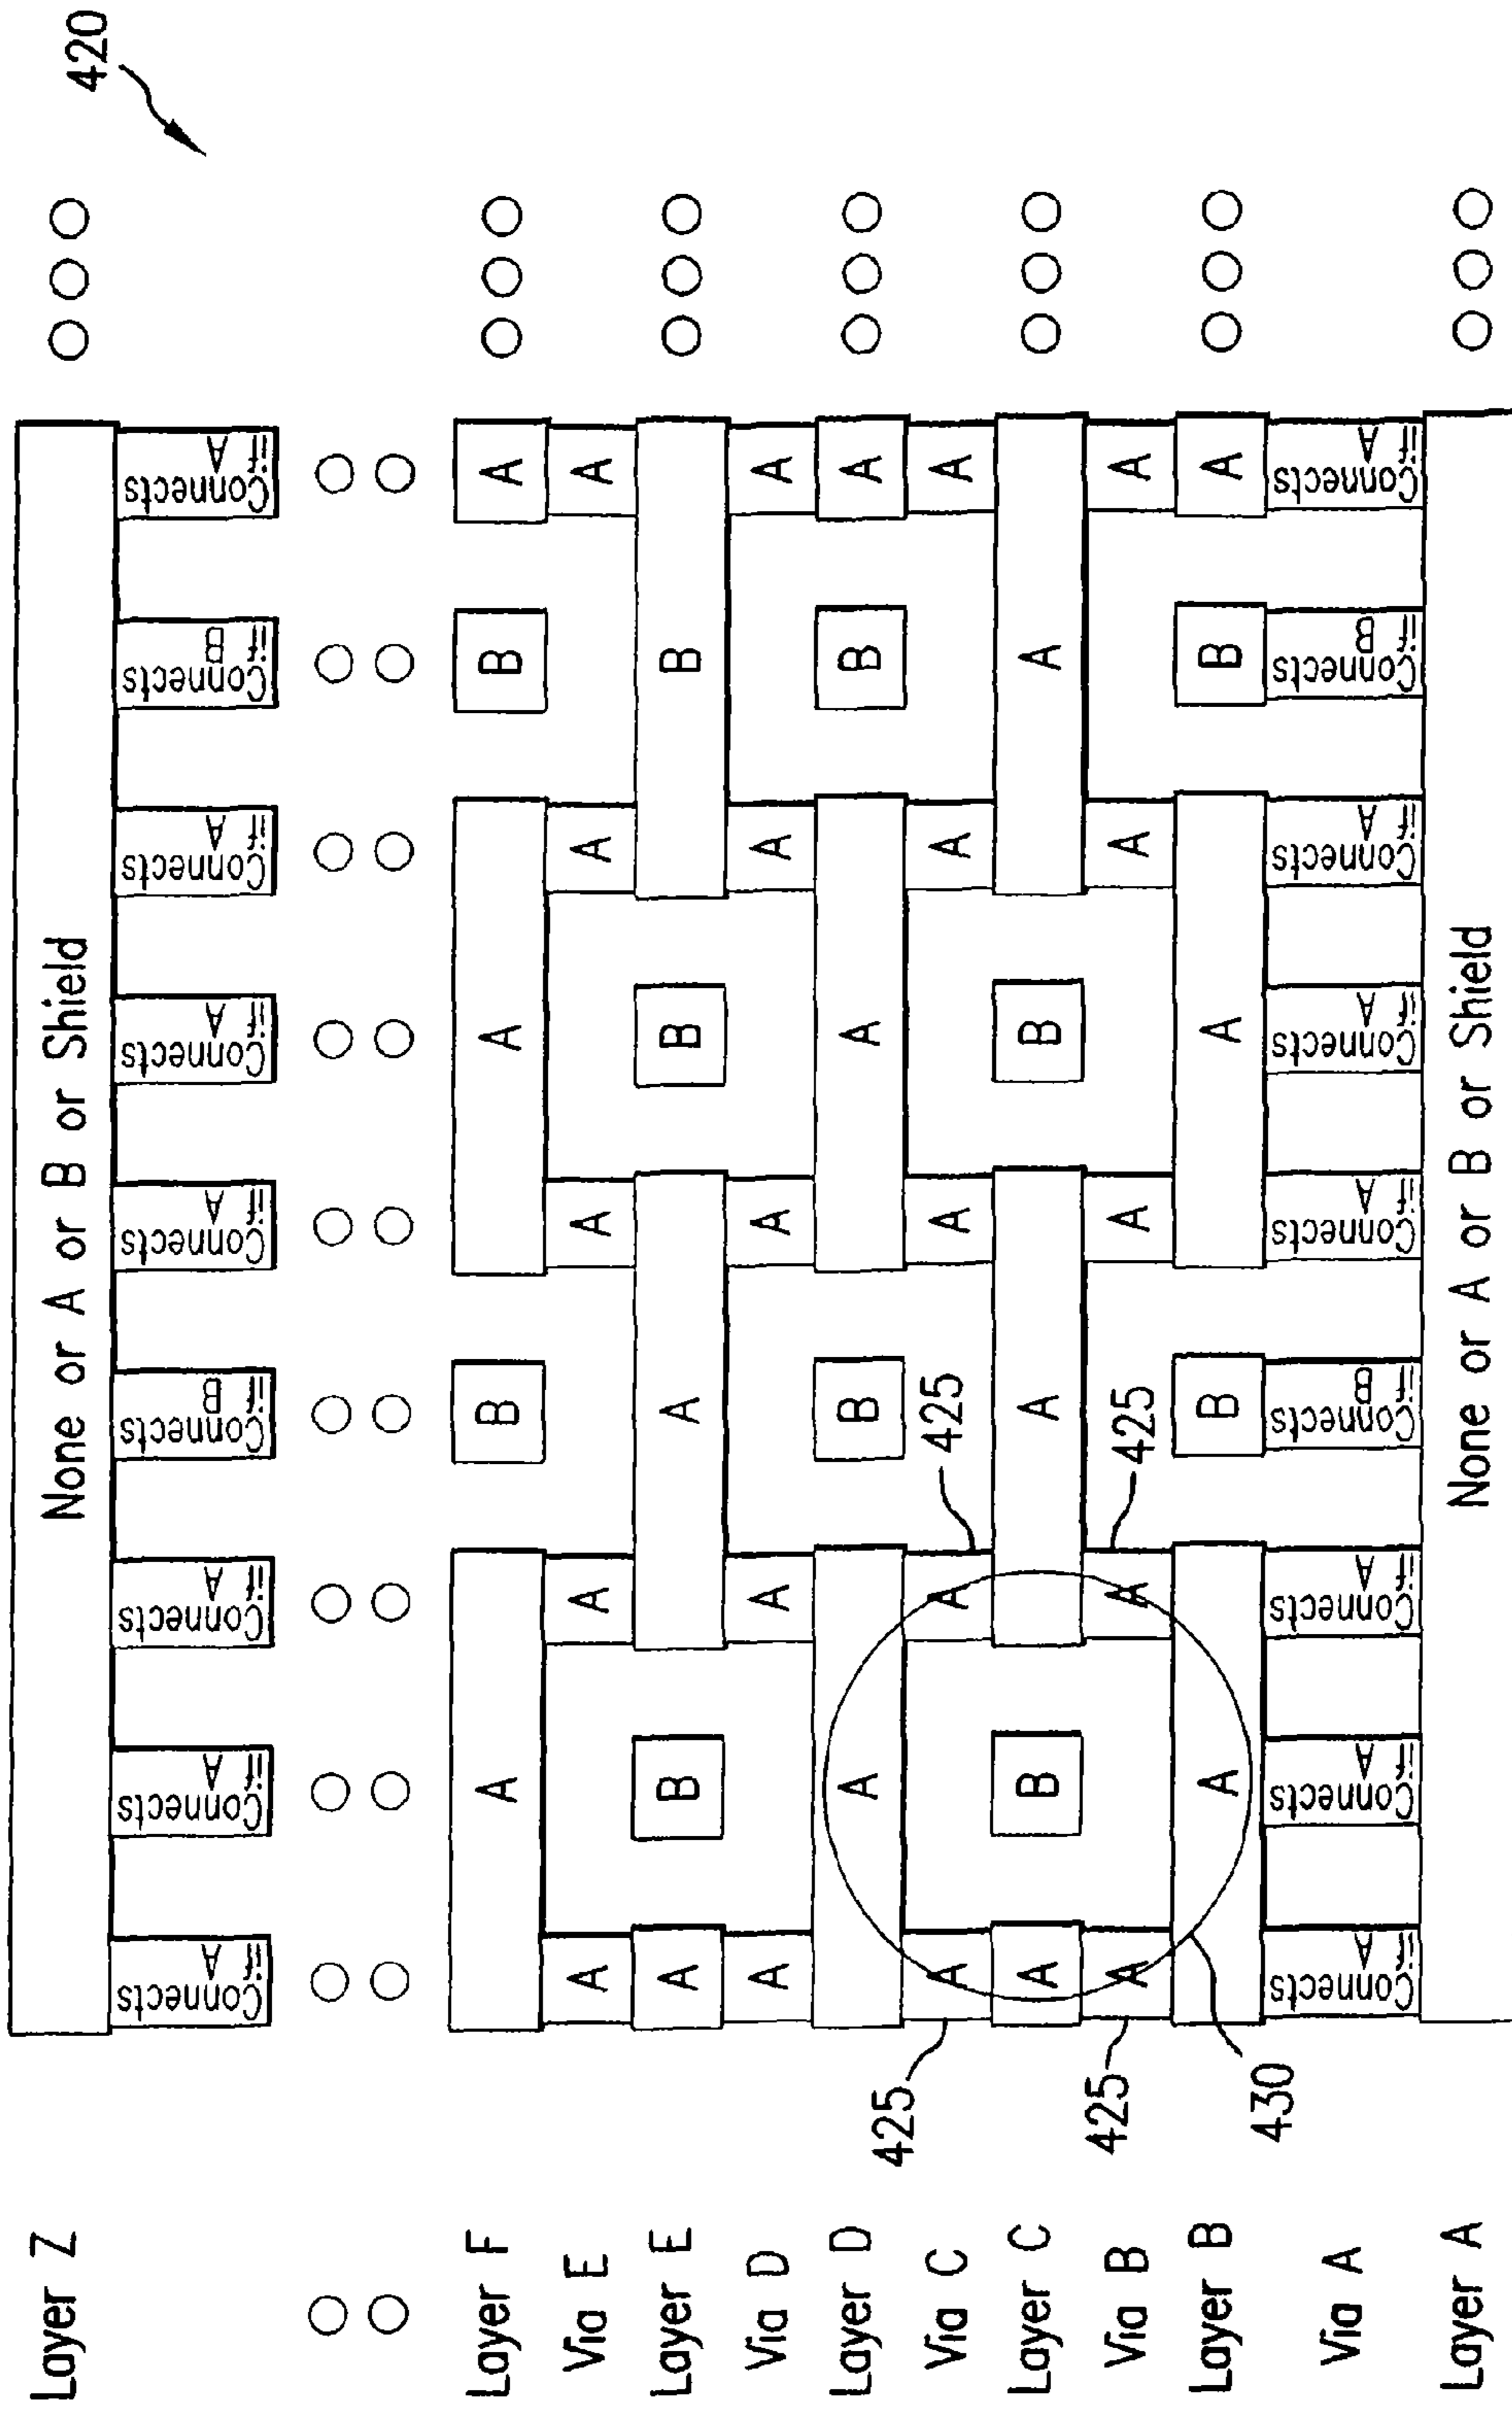 420
Layer Z None or A or B or Shield
Connects if A Connects if A Connects if A Connects if B Connects if A Connects if A Connects if A Connects if B Connects if A
Layer F A B A B A
Via E A A A A A
Layer E A B A B B
Via D A A A A A
Layer D A B A B A
Via C 425 A A 425 A A A
Layer C A B A B A
Via B 425 A A 425 A A A
Layer B A B A B A
430
Via A Connects if A Connects if A Connects if A Connects if B Connects if A Connects if A Connects if A Connects if B Connects if A
Layer A None or A or B or Shield